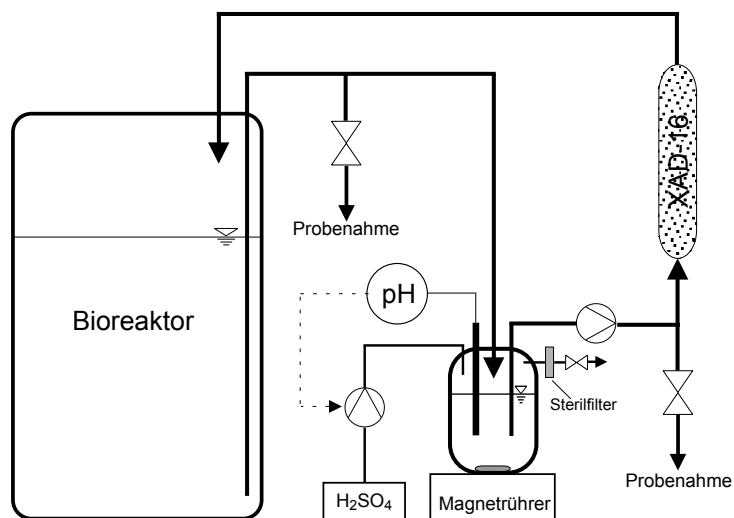 XAD-16
Probenahme
Bioreaktor
pH
Sterilfilter
H₂SO₄
Magnetrührer
Probenahme